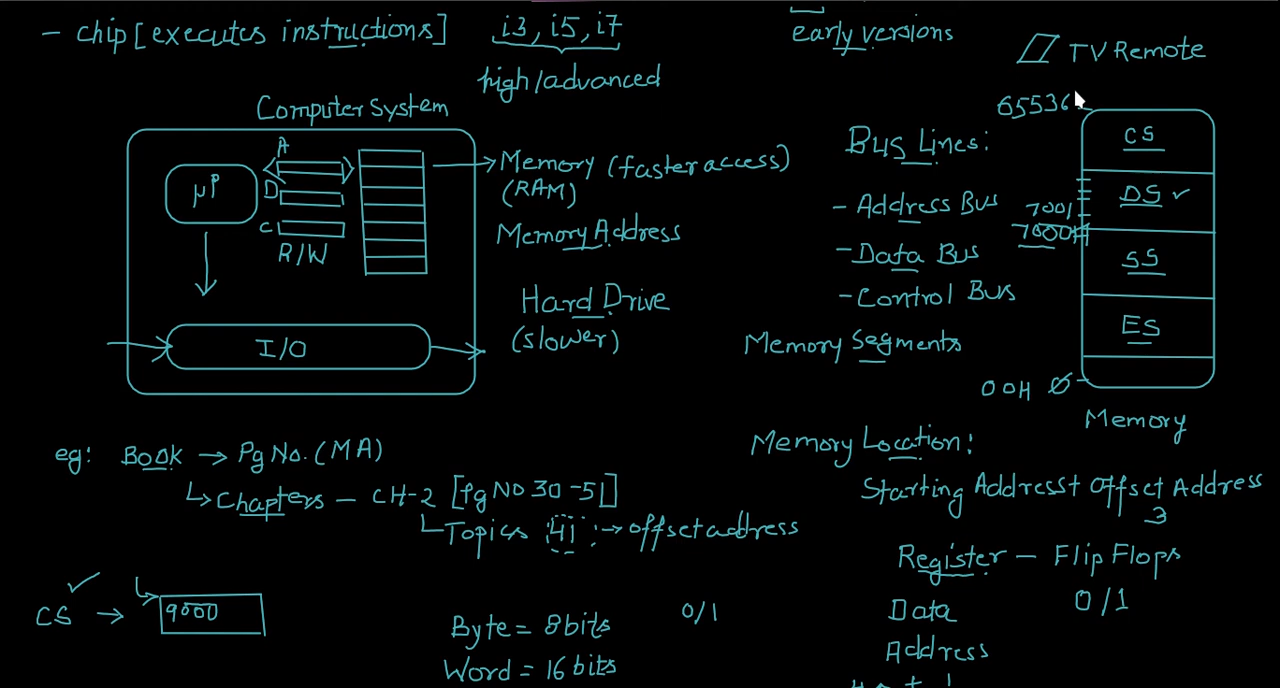 - chip [executes instructions]
i3, i5, i7
high/advanced
early versions
TV Remote
Computer System
μP
A
D
C
R/W
I/O
Memory (faster access)
(RAM)
Memory Address
Hard Drive
(slower)
Bus Lines:
- Address Bus
- Data Bus
- Control Bus
Memory Segments
65536
CS
DS ✓
7001
7000H
SS
ES
00H 0
Memory
eg: Book → Pg No. (MA)
↳ Chapters - CH-2 [Pg NO 30-51]
↳ Topics 41 → offset address
Memory Location:
Starting Address + Offset Address
3
Register - Flip Flops
0/1
Data
Address
CS → 9000
Byte = 8 bits
0/1
Word = 16 bits